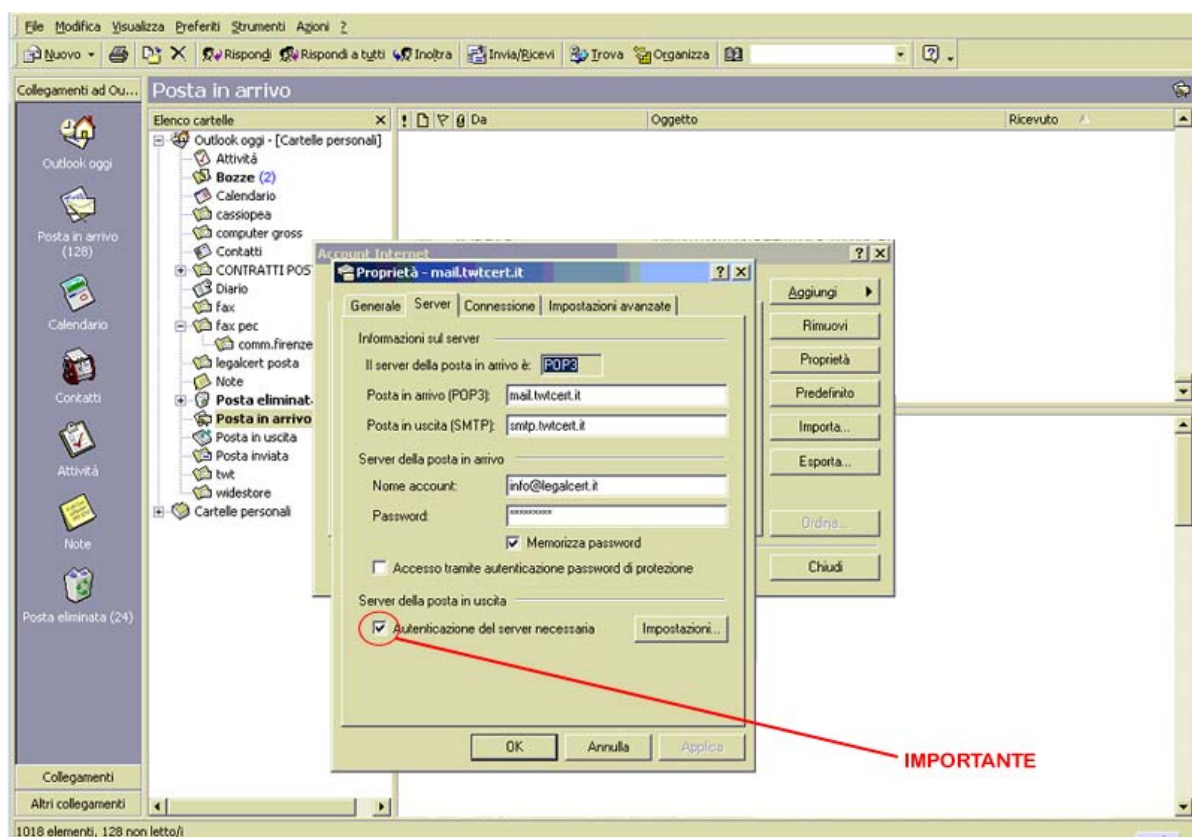 File Modifica Visualizza Preferiti Strumenti Azioni ?
Nuovo Rispondi Rispondi a tutti Inoltra Invia/Ricevi Trova Organizza
Collegamenti ad Ou...
Posta in arrivo
Outlook oggi
Posta in arrivo (128)
Calendario
Contatti
Attività
Note
Posta eliminata (24)
Collegamenti
Altri collegamenti
Elenco cartelle
Outlook oggi - [Cartelle personali]
Attività
Bozze (2)
Calendario
cassiopea
computer gross
Contatti
CONTRATTI POS
Diario
fax
fax pec
comm.firenze
legalcert posta
Note
Posta eliminat
Posta in arrivo
Posta in uscita
Posta inviata
twt
widestore
Cartelle personali
Da Oggetto Ricevuto
Account Internet
Aggiungi
Rimuovi
Proprietà
Predefinito
Importa...
Esporta...
Ordina...
Chiudi
Proprietà - mail.twtcert.it
Generale Server Connessione Impostazioni avanzate
Informazioni sul server
Il server della posta in arrivo è: POP3
Posta in arrivo (POP3): mail.twtcert.it
Posta in uscita (SMTP): smtp.twtcert.it
Server della posta in arrivo
Nome account: info@legalcert.it
Password: *********
Memorizza password
Accesso tramite autenticazione password di protezione
Server della posta in uscita
Autenticazione del server necessaria Impostazioni...
OK Annulla Applica
IMPORTANTE
1018 elementi, 128 non letto/i